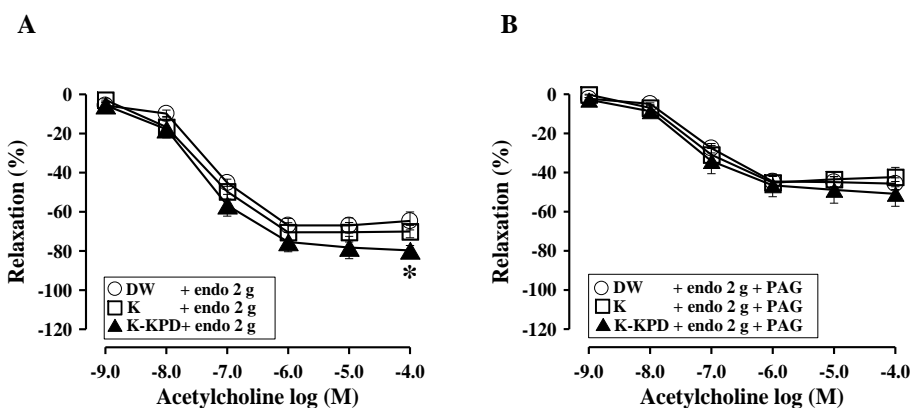 A
B
Relaxation (%)
0
-20
-40
-60
-80
-100
-120
*
DW + endo 2 g
K + endo 2 g
K-KPD + endo 2 g
-9.0 -8.0 -7.0 -6.0 -5.0 -4.0
Acetylcholine log (M)
Relaxation (%)
0
-20
-40
-60
-80
-100
-120
DW + endo 2 g + PAG
K + endo 2 g + PAG
K-KPD + endo 2 g + PAG
-9.0 -8.0 -7.0 -6.0 -5.0 -4.0
Acetylcholine log (M)